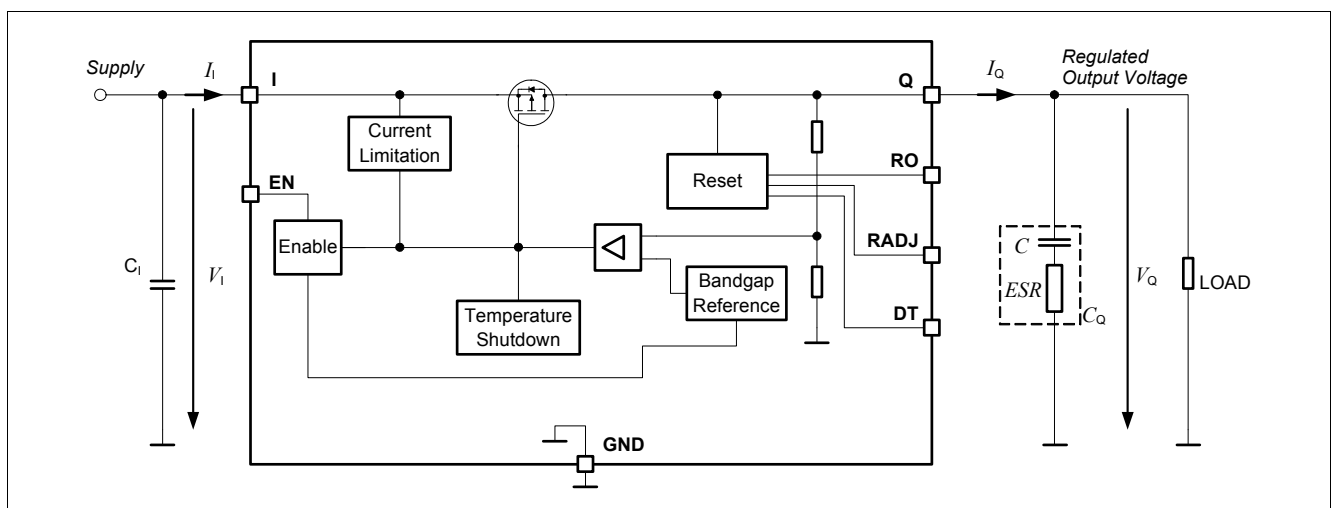 Supply
I_I
I
Q
I_Q
Regulated
Output Voltage
Current
Limitation
RO
Reset
EN
RADJ
Enable
C_I
V_I
Bandgap
Reference
Temperature
Shutdown
DT
C
ESR
C_Q
V_Q
LOAD
GND